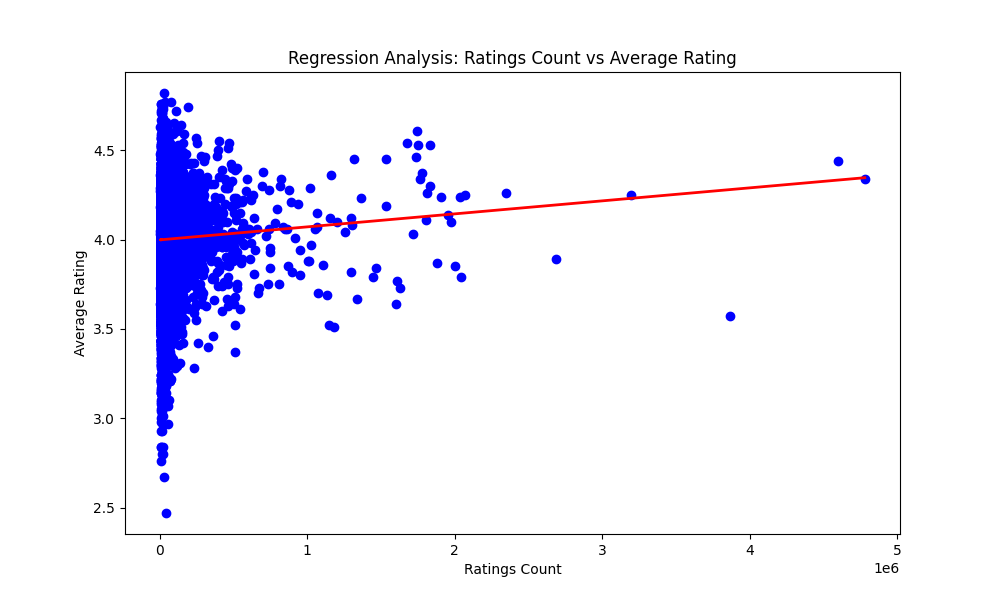 Regression Analysis: Ratings Count vs Average Rating
Average Rating
4.5
4.0
3.5
3.0
2.5
0 1 2 3 4 5
1e6
Ratings Count